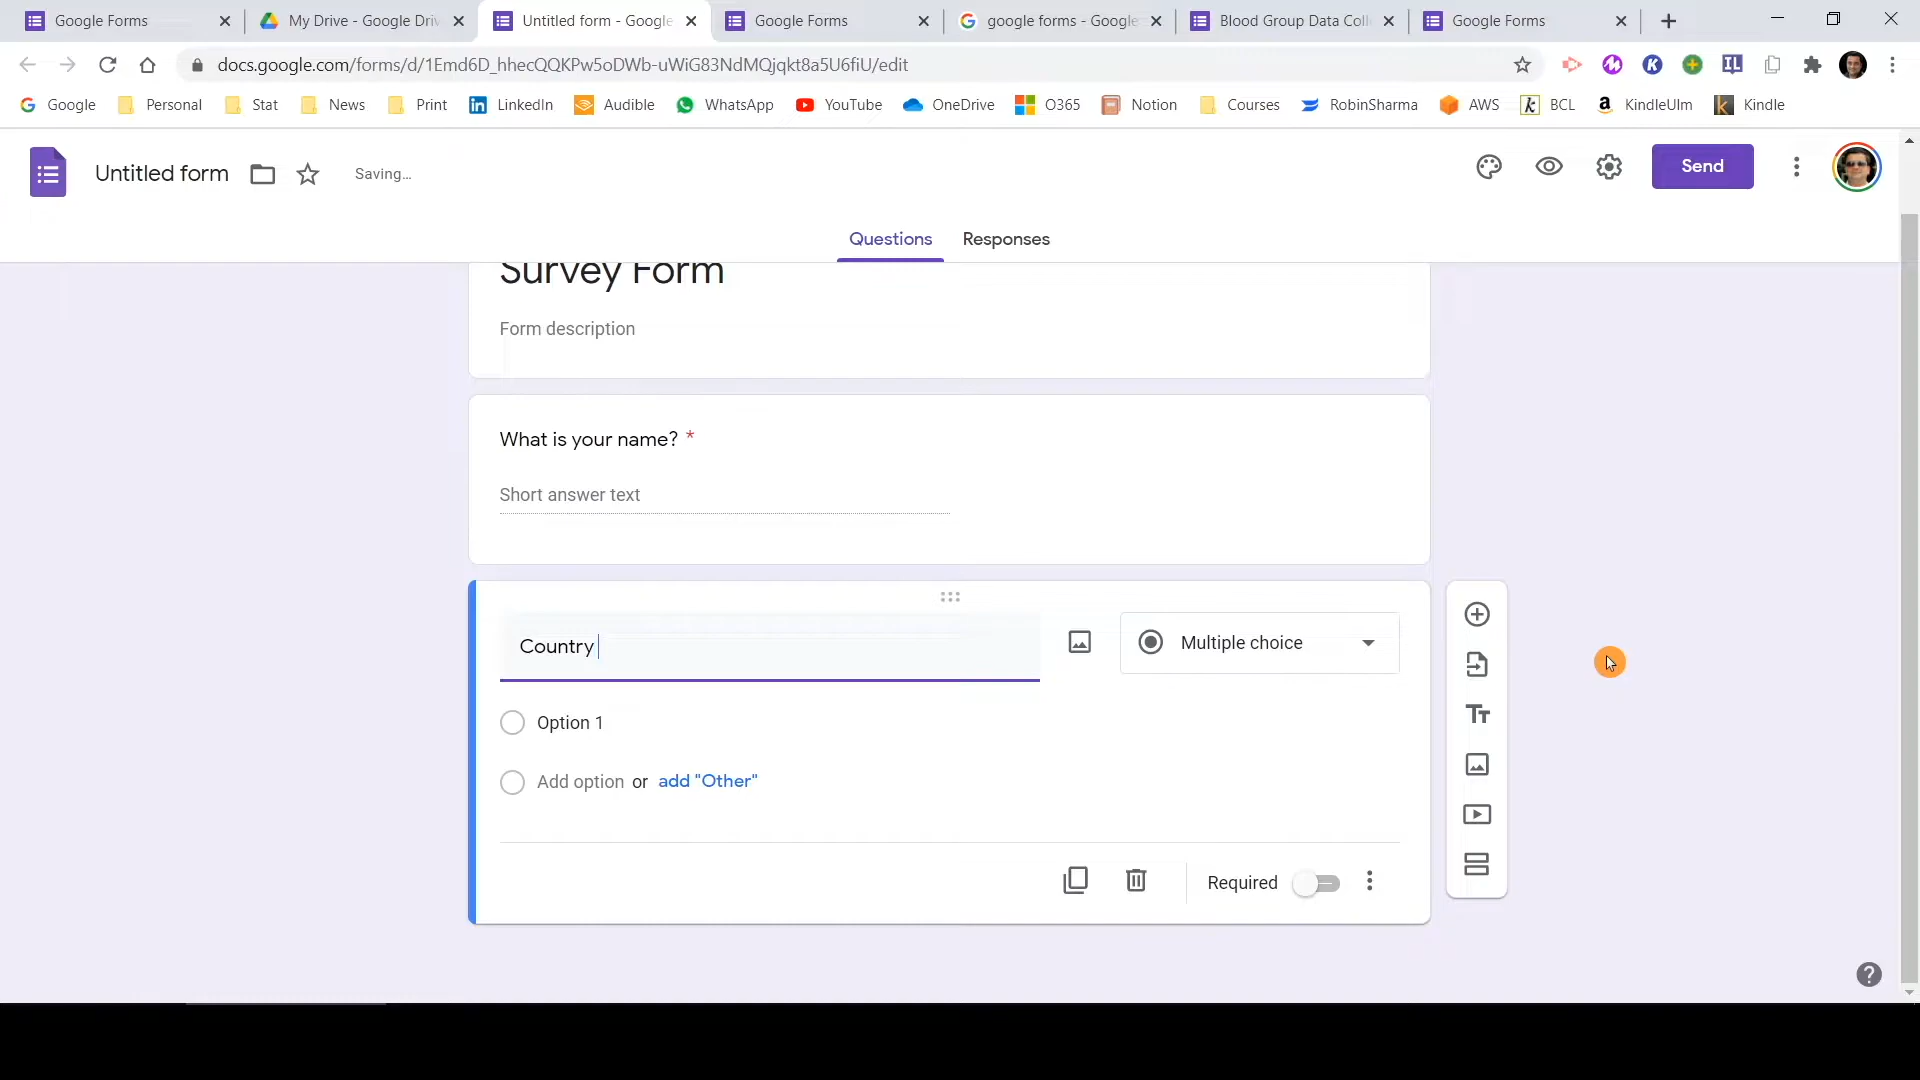 Google Forms
My Drive - Google Driv
Untitled form - Google
Google Forms
google forms - Google
Blood Group Data Coll
Google Forms
docs.google.com/forms/d/1Emd6D_hhecQQKPw5oDWb-uWiG83NdMQjqkt8a5U6fiU/edit
Google
Personal
Stat
News
Print
LinkedIn
Audible
WhatsApp
YouTube
OneDrive
O365
Notion
Courses
RobinSharma
AWS
BCL
KindleUlm
Kindle
Untitled form
Saving...
Send
Questions
Responses
Survey Form
Form description
What is your name? *
Short answer text
Country
Multiple choice
Option 1
Add option or add "Other"
Required